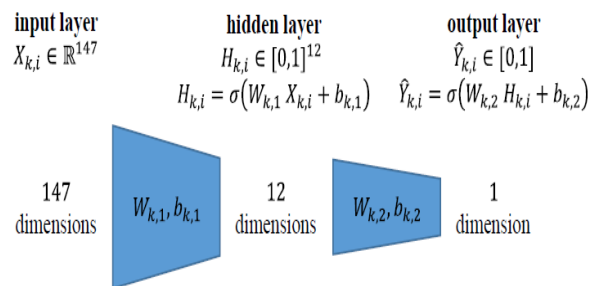 input layer
X_{k,i} ∈ ℝ^{147}
hidden layer
H_{k,i} ∈ [0,1]^{12}
H_{k,i} = σ(W_{k,1} X_{k,i} + b_{k,1})
output layer
Ŷ_{k,i} ∈ [0,1]
Ŷ_{k,i} = σ(W_{k,2} H_{k,i} + b_{k,2})
147
dimensions
W_{k,1}, b_{k,1}
12
dimensions
W_{k,2}, b_{k,2}
1
dimension